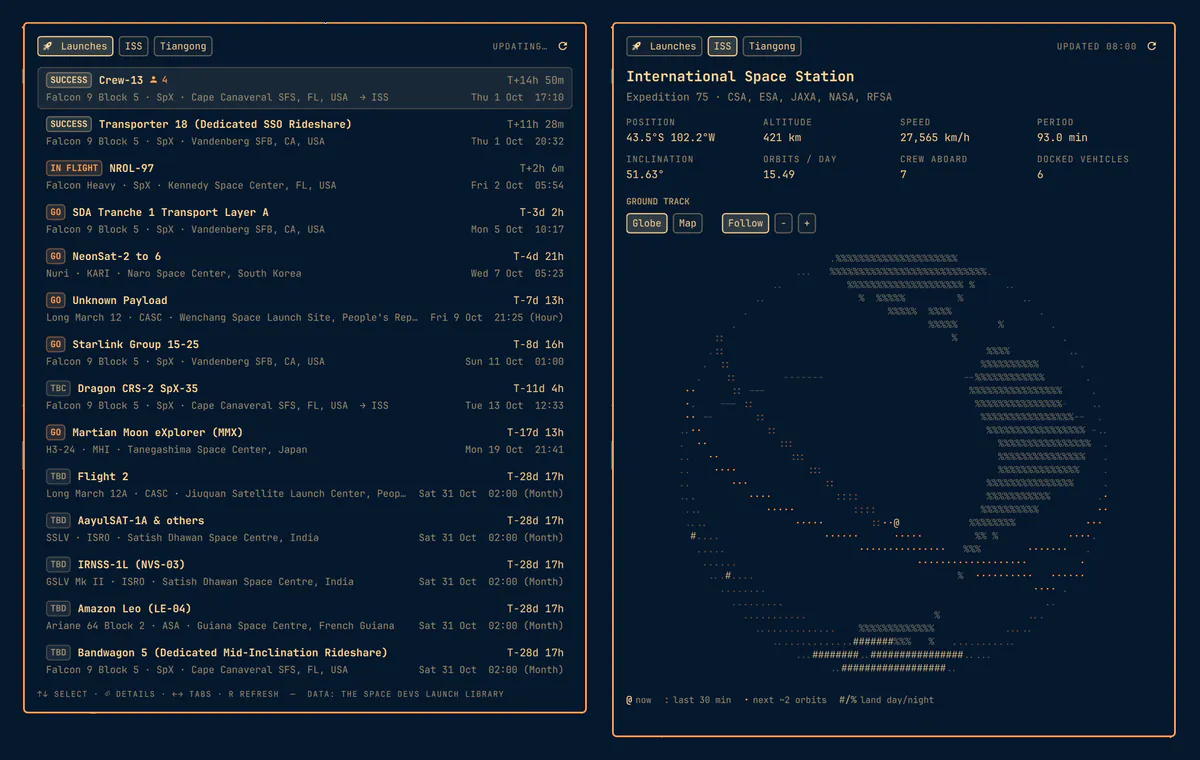 Launches ISS Tiangong UPDATING…
SUCCESS Crew-13 4 T+14h 50m
Falcon 9 Block 5 · SpX · Cape Canaveral SFS, FL, USA → ISS Thu 1 Oct 17:10
SUCCESS Transporter 18 (Dedicated SSO Rideshare) T+11h 28m
Falcon 9 Block 5 · SpX · Vandenberg SFB, CA, USA Thu 1 Oct 20:32
IN FLIGHT NROL-97 T+2h 6m
Falcon Heavy · SpX · Kennedy Space Center, FL, USA Fri 2 Oct 05:54
GO SDA Tranche 1 Transport Layer A T-3d 2h
Falcon 9 Block 5 · SpX · Vandenberg SFB, CA, USA Mon 5 Oct 10:17
GO NeonSat-2 to 6 T-4d 21h
Nuri · KARI · Naro Space Center, South Korea Wed 7 Oct 05:23
GO Unknown Payload T-7d 13h
Long March 12 · CASC · Wenchang Space Launch Site, People's Rep… Fri 9 Oct 21:25 (Hour)
GO Starlink Group 15-25 T-8d 16h
Falcon 9 Block 5 · SpX · Vandenberg SFB, CA, USA Sun 11 Oct 01:00
TBC Dragon CRS-2 SpX-35 T-11d 4h
Falcon 9 Block 5 · SpX · Cape Canaveral SFS, FL, USA → ISS Tue 13 Oct 12:33
GO Martian Moon eXplorer (MMX) T-17d 13h
H3-24 · MHI · Tanegashima Space Center, Japan Mon 19 Oct 21:41
TBD Flight 2 T-28d 17h
Long March 12A · CASC · Jiuquan Satellite Launch Center, Peop… Sat 31 Oct 02:00 (Month)
TBD AayulSAT-1A & others T-28d 17h
SSLV · ISRO · Satish Dhawan Space Centre, India Sat 31 Oct 02:00 (Month)
TBD IRNSS-1L (NVS-03) T-28d 17h
GSLV Mk II · ISRO · Satish Dhawan Space Centre, India Sat 31 Oct 02:00 (Month)
TBD Amazon Leo (LE-04) T-28d 17h
Ariane 64 Block 2 · ASA · Guiana Space Centre, French Guiana Sat 31 Oct 02:00 (Month)
TBD Bandwagon 5 (Dedicated Mid-Inclination Rideshare) T-28d 17h
Falcon 9 Block 5 · SpX · Cape Canaveral SFS, FL, USA Sat 31 Oct 02:00 (Month)
↑↓ SELECT · ⏎ DETAILS · ←→ TABS · R REFRESH — DATA: THE SPACE DEVS LAUNCH LIBRARY
Launches ISS Tiangong UPDATED 08:00
International Space Station
Expedition 75 · CSA, ESA, JAXA, NASA, RFSA
POSITION ALTITUDE SPEED PERIOD
43.5°S 102.2°W 421 km 27,565 km/h 93.0 min
INCLINATION ORBITS / DAY CREW ABOARD DOCKED VEHICLES
51.63° 15.49 7 6
GROUND TRACK
Globe Map Follow - +
@ now : last 30 min · next ~2 orbits #/% land day/night